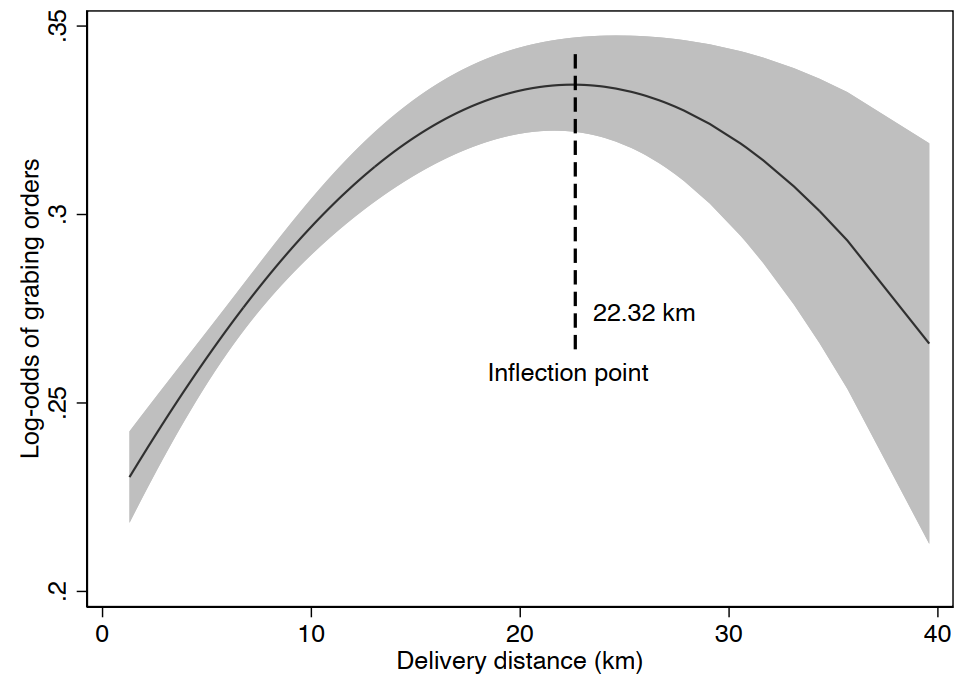 Log-odds of grabing orders
.35
.3
.25
.2
22.32 km
Inflection point
0 10 20 30 40
Delivery distance (km)